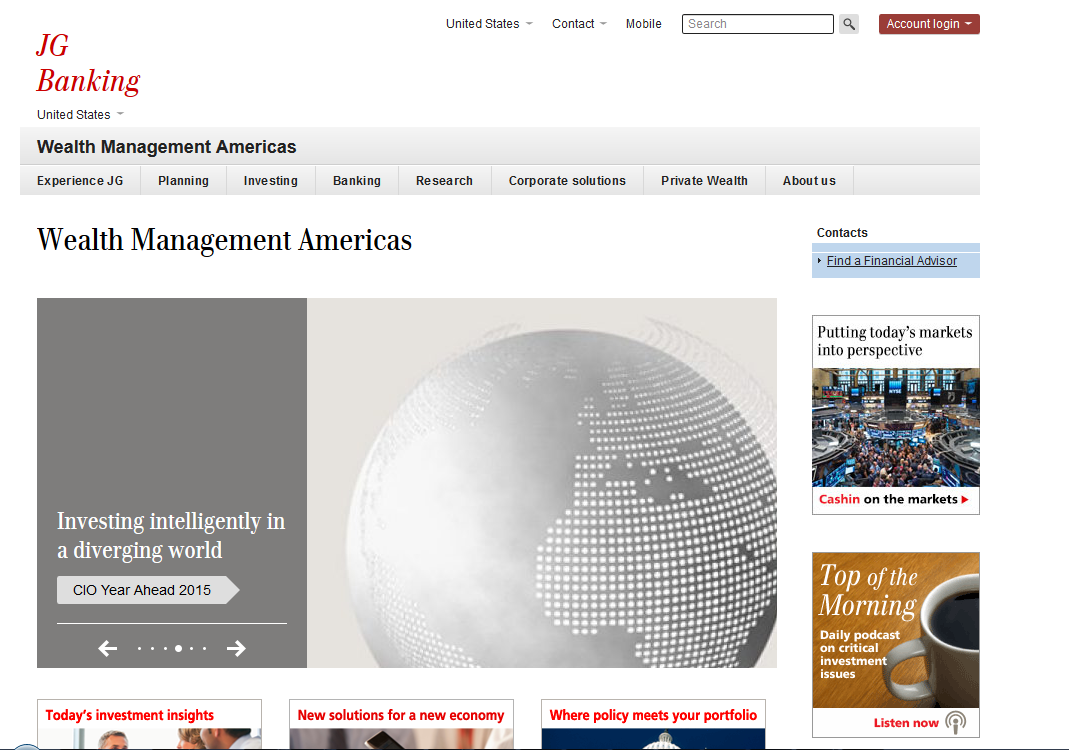 United States
Contact
Mobile
Search
Account login
JG
Banking
United States
Wealth Management Americas
Experience JG
Planning
Investing
Banking
Research
Corporate solutions
Private Wealth
About us
Wealth Management Americas
Contacts
Find a Financial Advisor
Investing intelligently in
a diverging world
CIO Year Ahead 2015
Putting today's markets
into perspective
NYSE
Cashin on the markets
Top of the
Morning
Daily podcast
on critical
investment
issues
Listen now
Today's investment insights
New solutions for a new economy
Where policy meets your portfolio